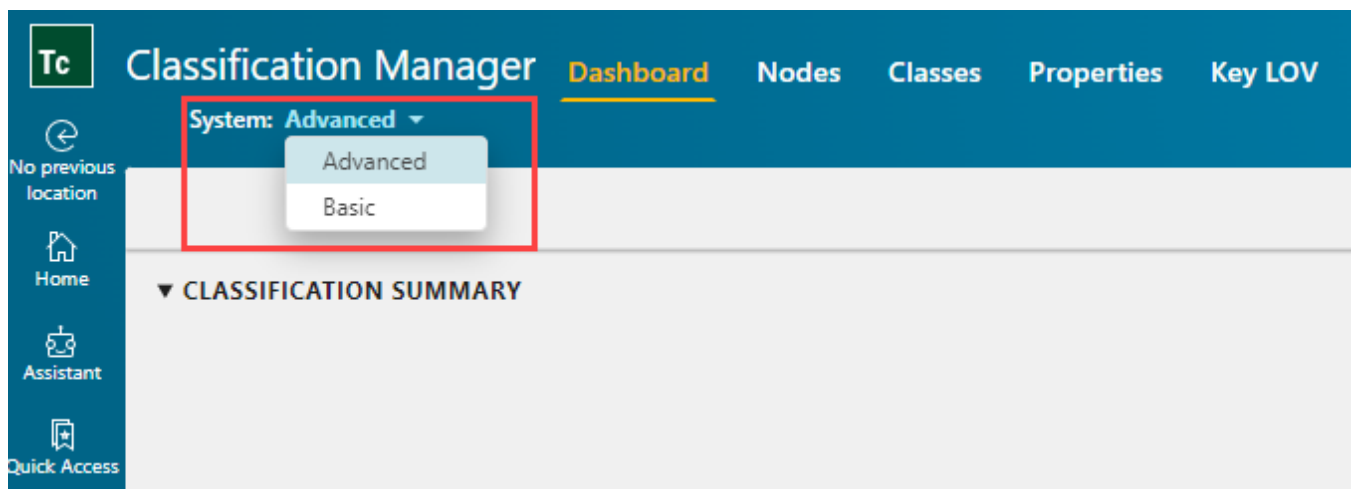 Tc
Classification Manager Dashboard Nodes Classes Properties Key LOV
System: Advanced
Advanced
Basic
No previous
location
Home
Assistant
Quick Access
CLASSIFICATION SUMMARY